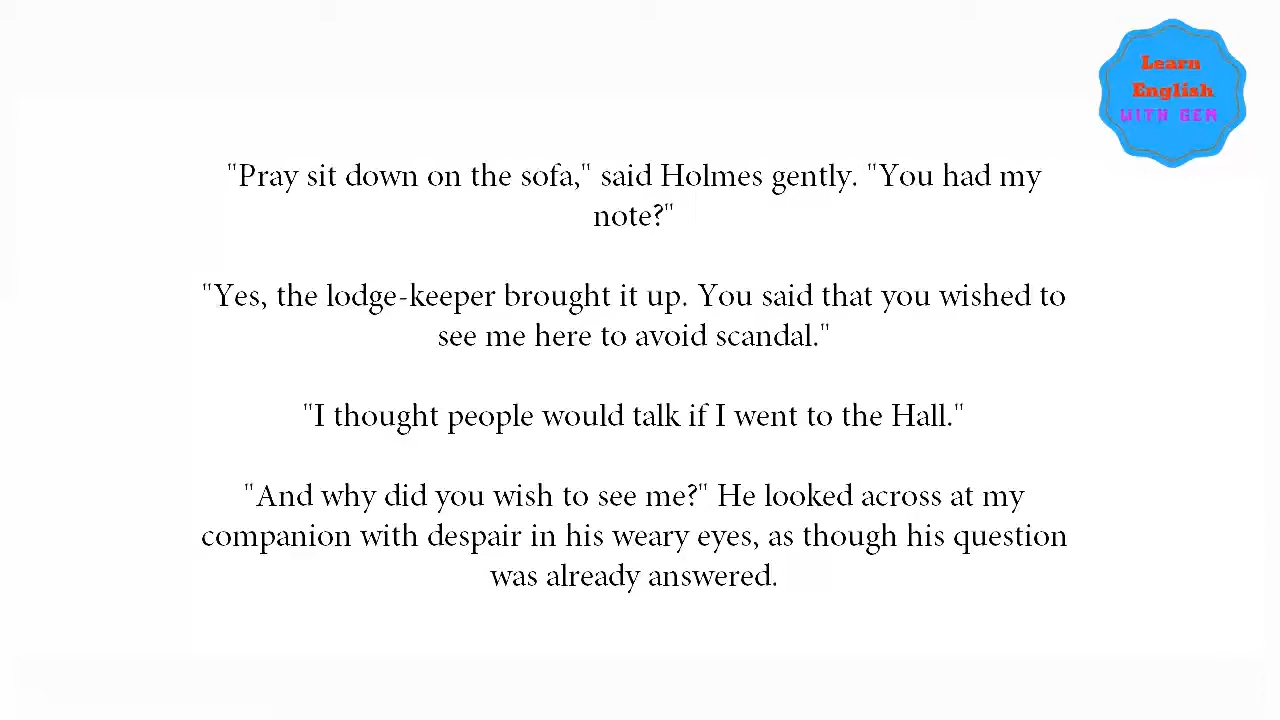 Learn
English
WITH GEM
"Pray sit down on the sofa," said Holmes gently. "You had my
note?"
"Yes, the lodge-keeper brought it up. You said that you wished to
see me here to avoid scandal."
"I thought people would talk if I went to the Hall."
"And why did you wish to see me?" He looked across at my
companion with despair in his weary eyes, as though his question
was already answered.